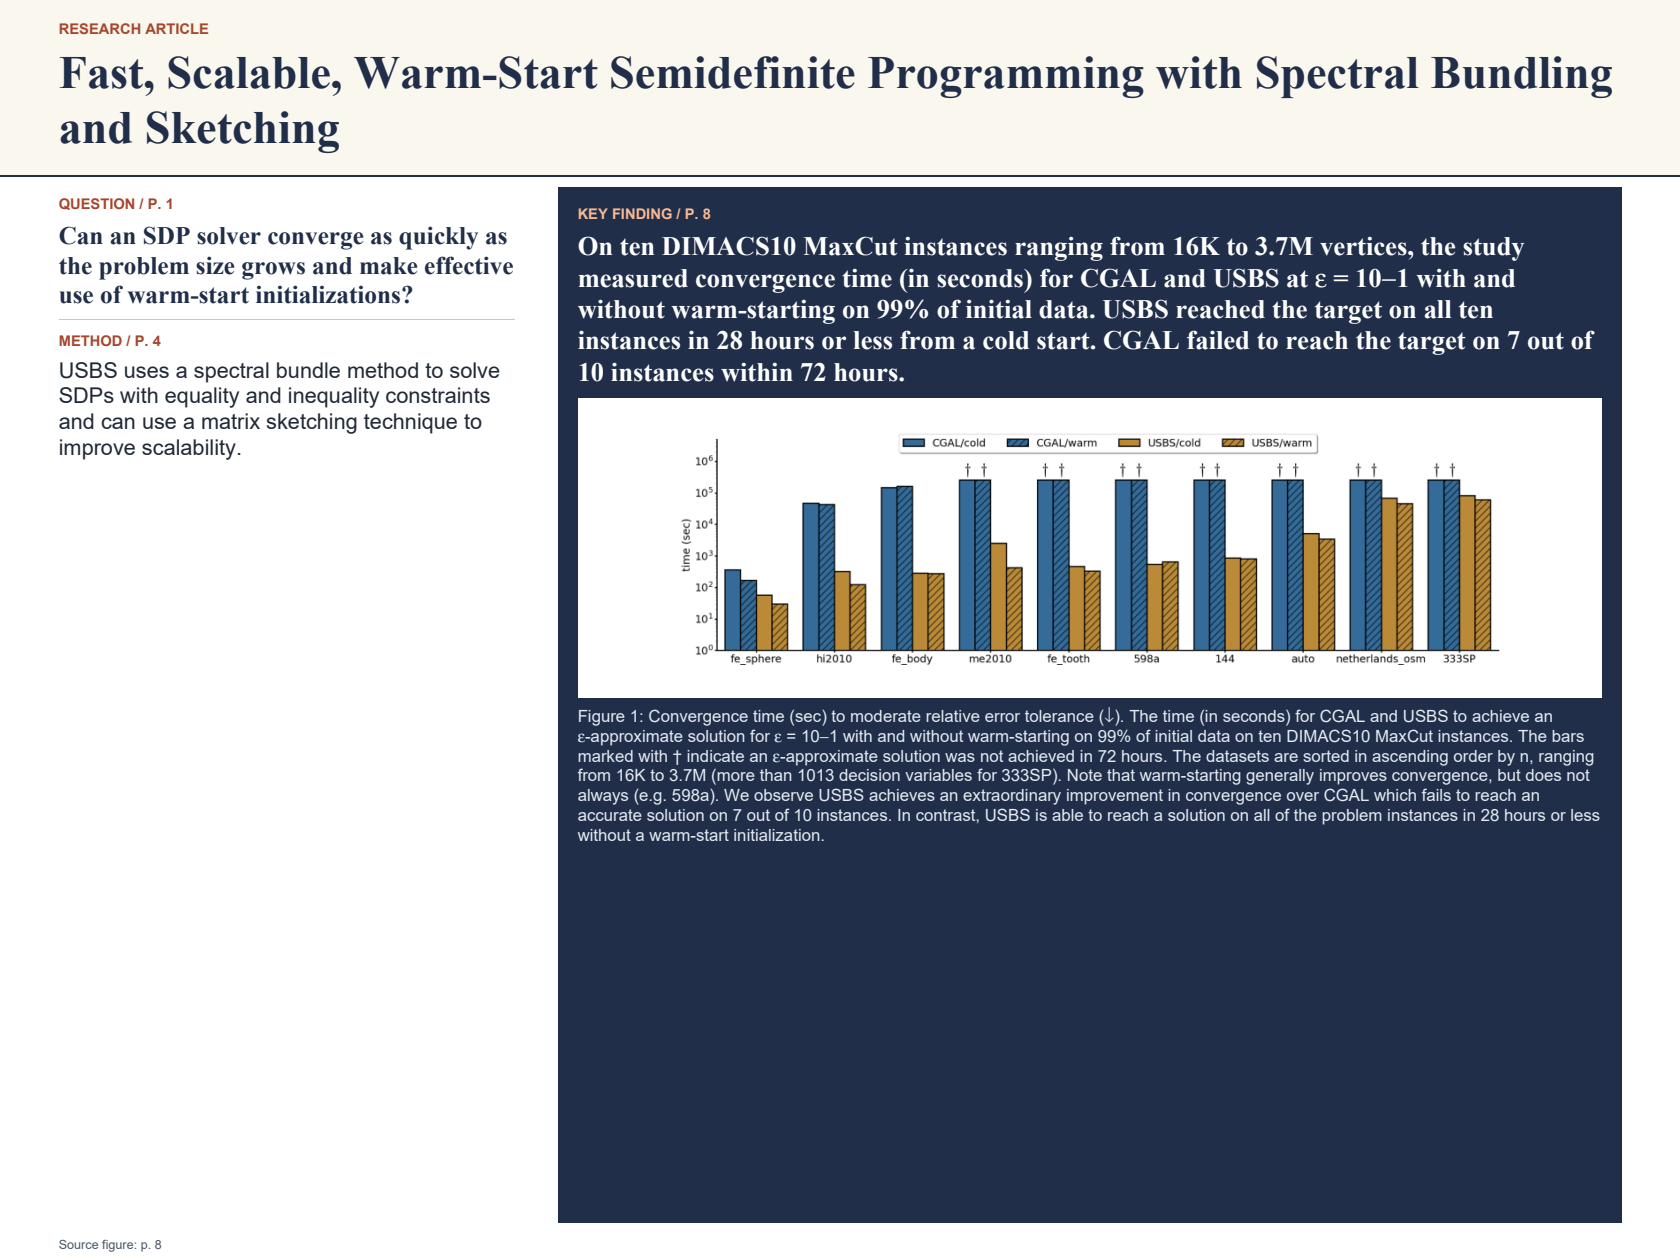 RESEARCH ARTICLE
Fast, Scalable, Warm-Start Semidefinite Programming with Spectral Bundling
and Sketching
QUESTION / P. 1
Can an SDP solver converge as quickly as
the problem size grows and make effective
use of warm-start initializations?
METHOD / P. 4
USBS uses a spectral bundle method to solve
SDPs with equality and inequality constraints
and can use a matrix sketching technique to
improve scalability.
KEY FINDING / P. 8
On ten DIMACS10 MaxCut instances ranging from 16K to 3.7M vertices, the study
measured convergence time (in seconds) for CGAL and USBS at ε = 10–1 with and
without warm-starting on 99% of initial data. USBS reached the target on all ten
instances in 28 hours or less from a cold start. CGAL failed to reach the target on 7 out of
10 instances within 72 hours.
CGAL/cold CGAL/warm USBS/cold USBS/warm
† † † † † † † † † † † † † †
time (sec)
10⁶
10⁵
10⁴
10³
10²
10¹
10⁰
fe_sphere hi2010 fe_body me2010 fe_tooth 598a 144 auto netherlands_osm 333SP
Figure 1: Convergence time (sec) to moderate relative error tolerance (↓). The time (in seconds) for CGAL and USBS to achieve an
ε-approximate solution for ε = 10–1 with and without warm-starting on 99% of initial data on ten DIMACS10 MaxCut instances. The bars
marked with † indicate an ε-approximate solution was not achieved in 72 hours. The datasets are sorted in ascending order by n, ranging
from 16K to 3.7M (more than 1013 decision variables for 333SP). Note that warm-starting generally improves convergence, but does not
always (e.g. 598a). We observe USBS achieves an extraordinary improvement in convergence over CGAL which fails to reach an
accurate solution on 7 out of 10 instances. In contrast, USBS is able to reach a solution on all of the problem instances in 28 hours or less
without a warm-start initialization.
Source figure: p. 8